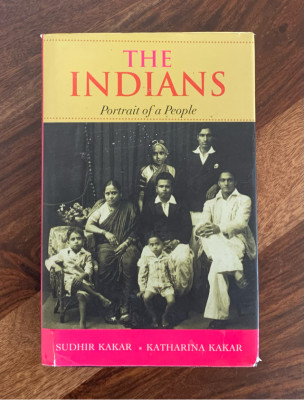 THE
INDIANS
Portrait of a People
SUDHIR KAKAR • KATHARINA KAKAR